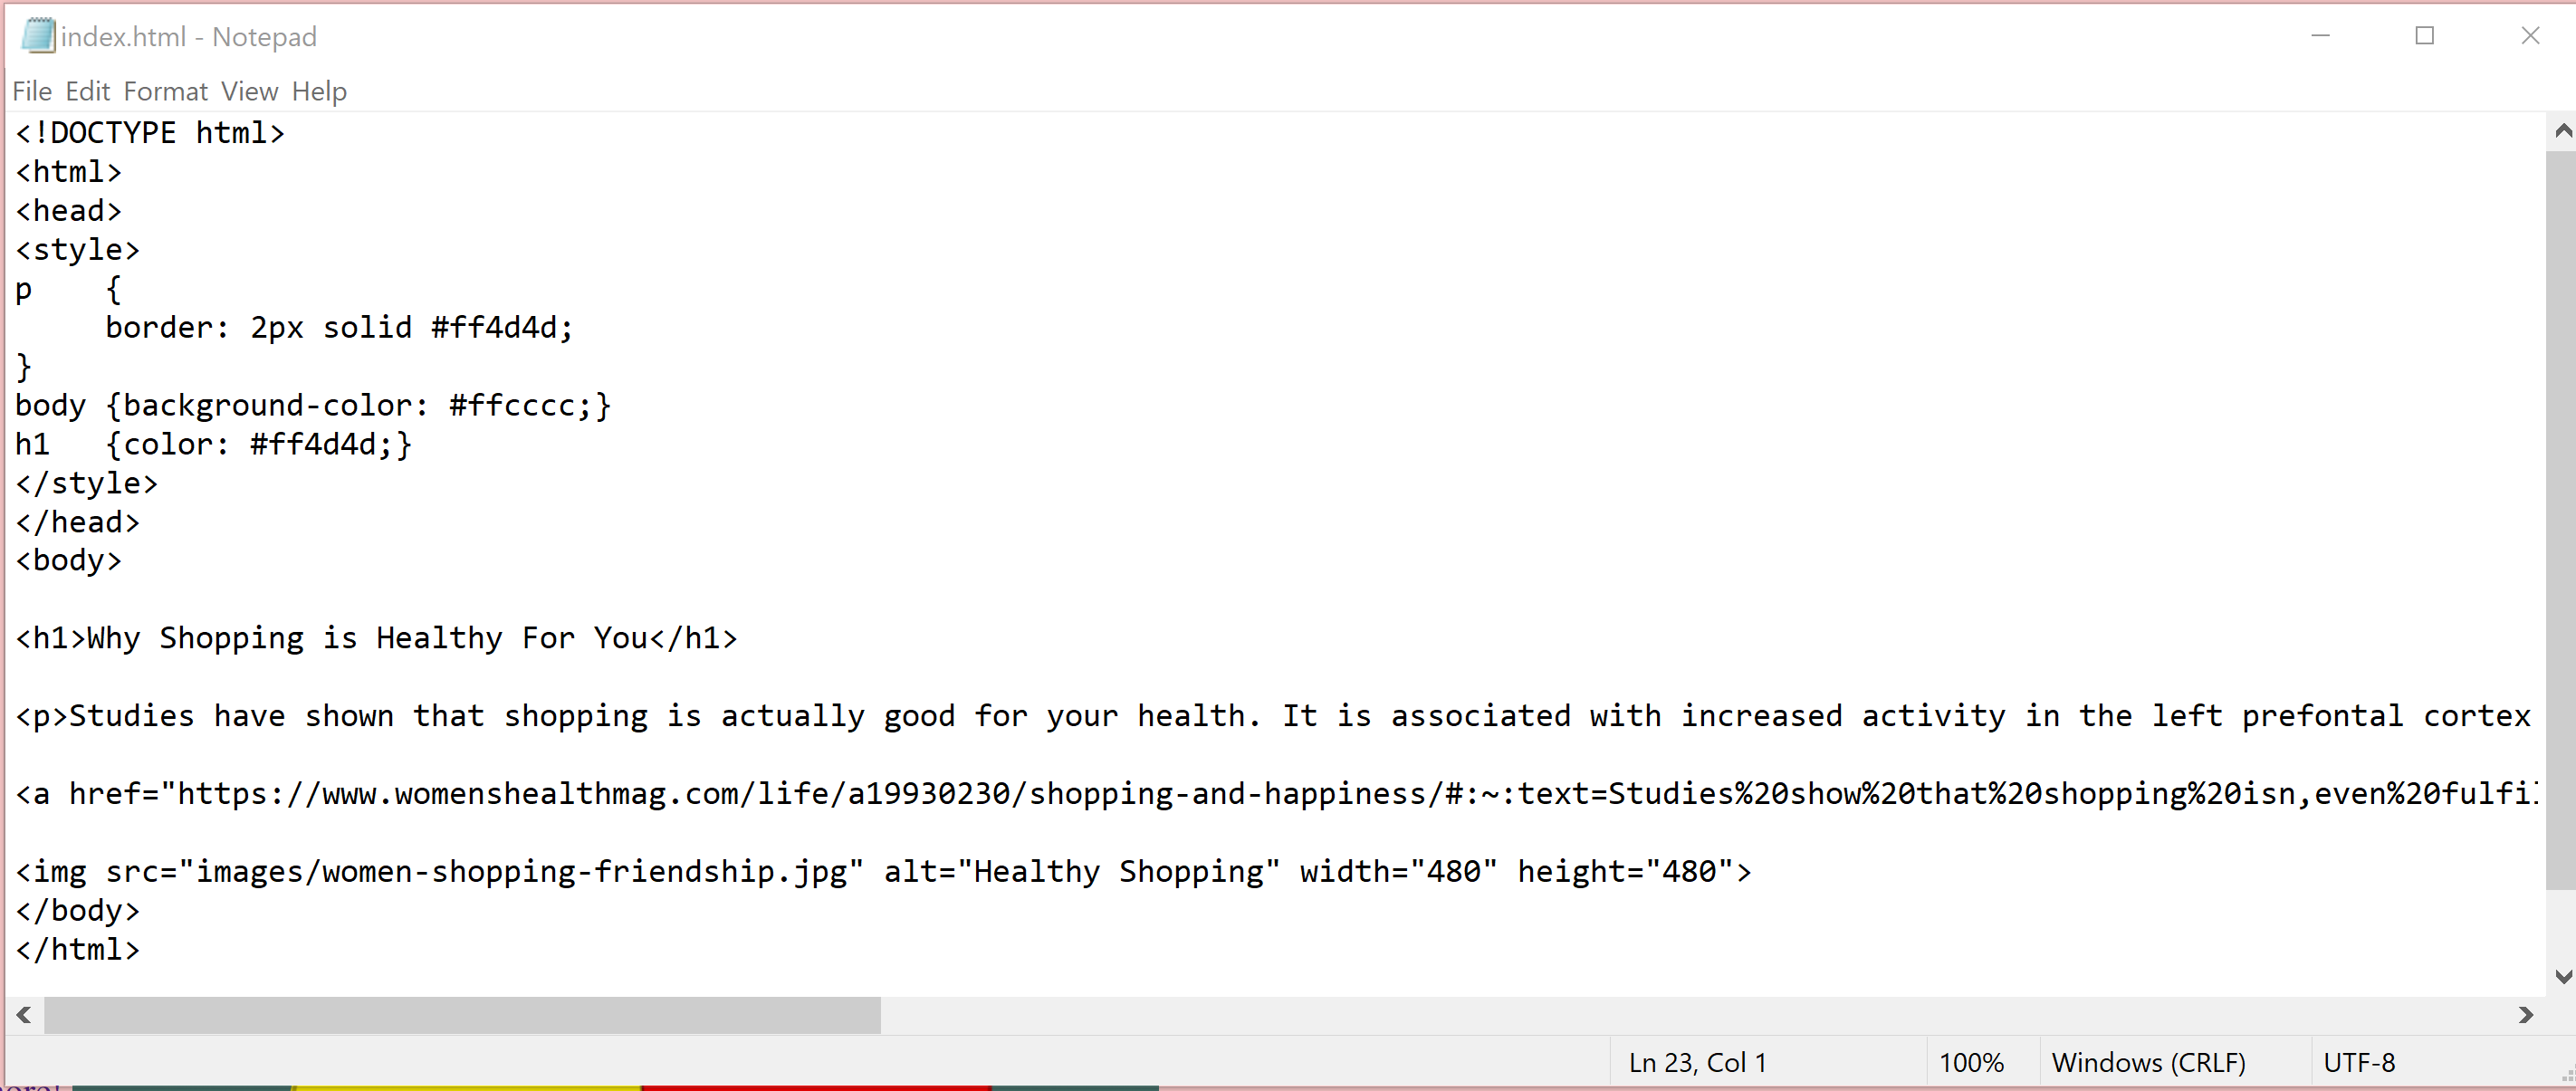 index.html - Notepad
File Edit Format View Help
<!DOCTYPE html>
<html>
<head>
<style>
p    {
     border: 2px solid #ff4d4d;
}
body {background-color: #ffcccc;}
h1   {color: #ff4d4d;}
</style>
</head>
<body>
<h1>Why Shopping is Healthy For You</h1>
<p>Studies have shown that shopping is actually good for your health. It is associated with increased activity in the left prefontal cortex
<a href="https://www.womenshealthmag.com/life/a19930230/shopping-and-happiness/#:~:text=Studies%20show%20that%20shopping%20isn,even%20fulfil
<img src="images/women-shopping-friendship.jpg" alt="Healthy Shopping" width="480" height="480">
</body>
</html>
Ln 23, Col 1
100%
Windows (CRLF)
UTF-8